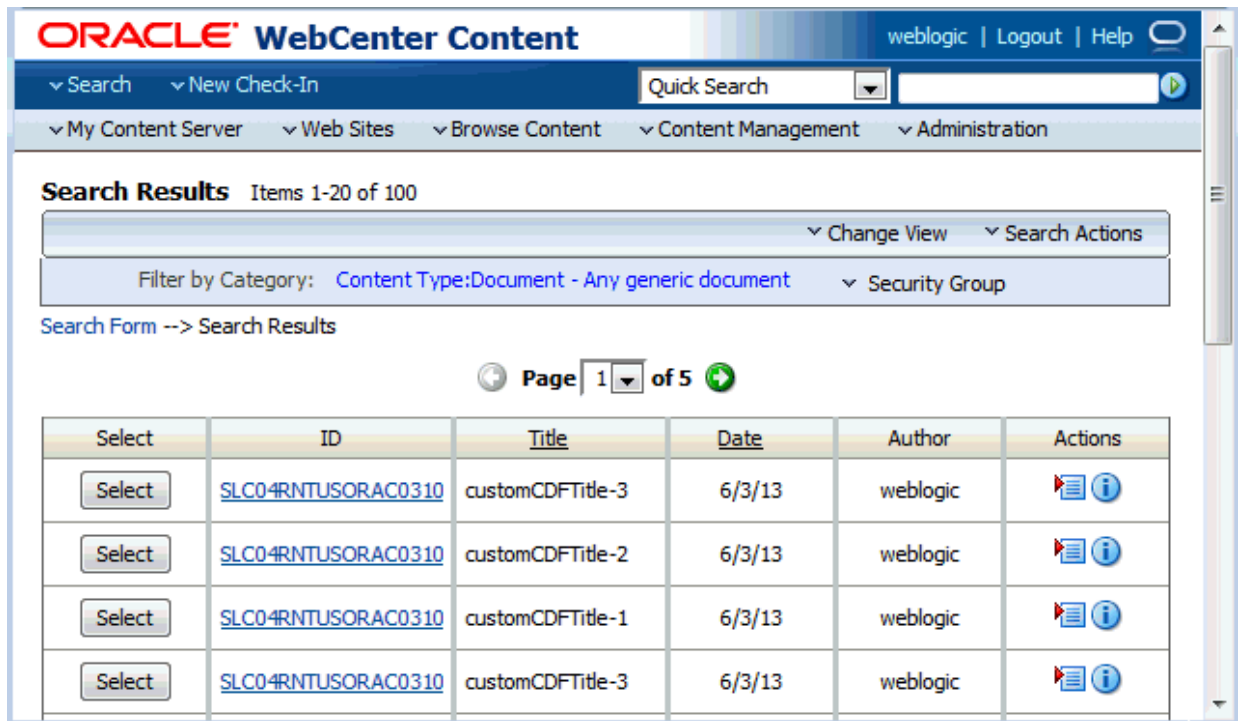 ORACLE WebCenter Content weblogic | Logout | Help
Search New Check-In Quick Search
My Content Server Web Sites Browse Content Content Management Administration
Search Results Items 1-20 of 100
Change View Search Actions
Filter by Category: Content Type:Document - Any generic document Security Group
Search Form --> Search Results
Page 1 of 5
Select ID Title Date Author Actions
Select SLC04RNTUSORAC0310 customCDFTitle-3 6/3/13 weblogic
Select SLC04RNTUSORAC0310 customCDFTitle-2 6/3/13 weblogic
Select SLC04RNTUSORAC0310 customCDFTitle-1 6/3/13 weblogic
Select SLC04RNTUSORAC0310 customCDFTitle-3 6/3/13 weblogic